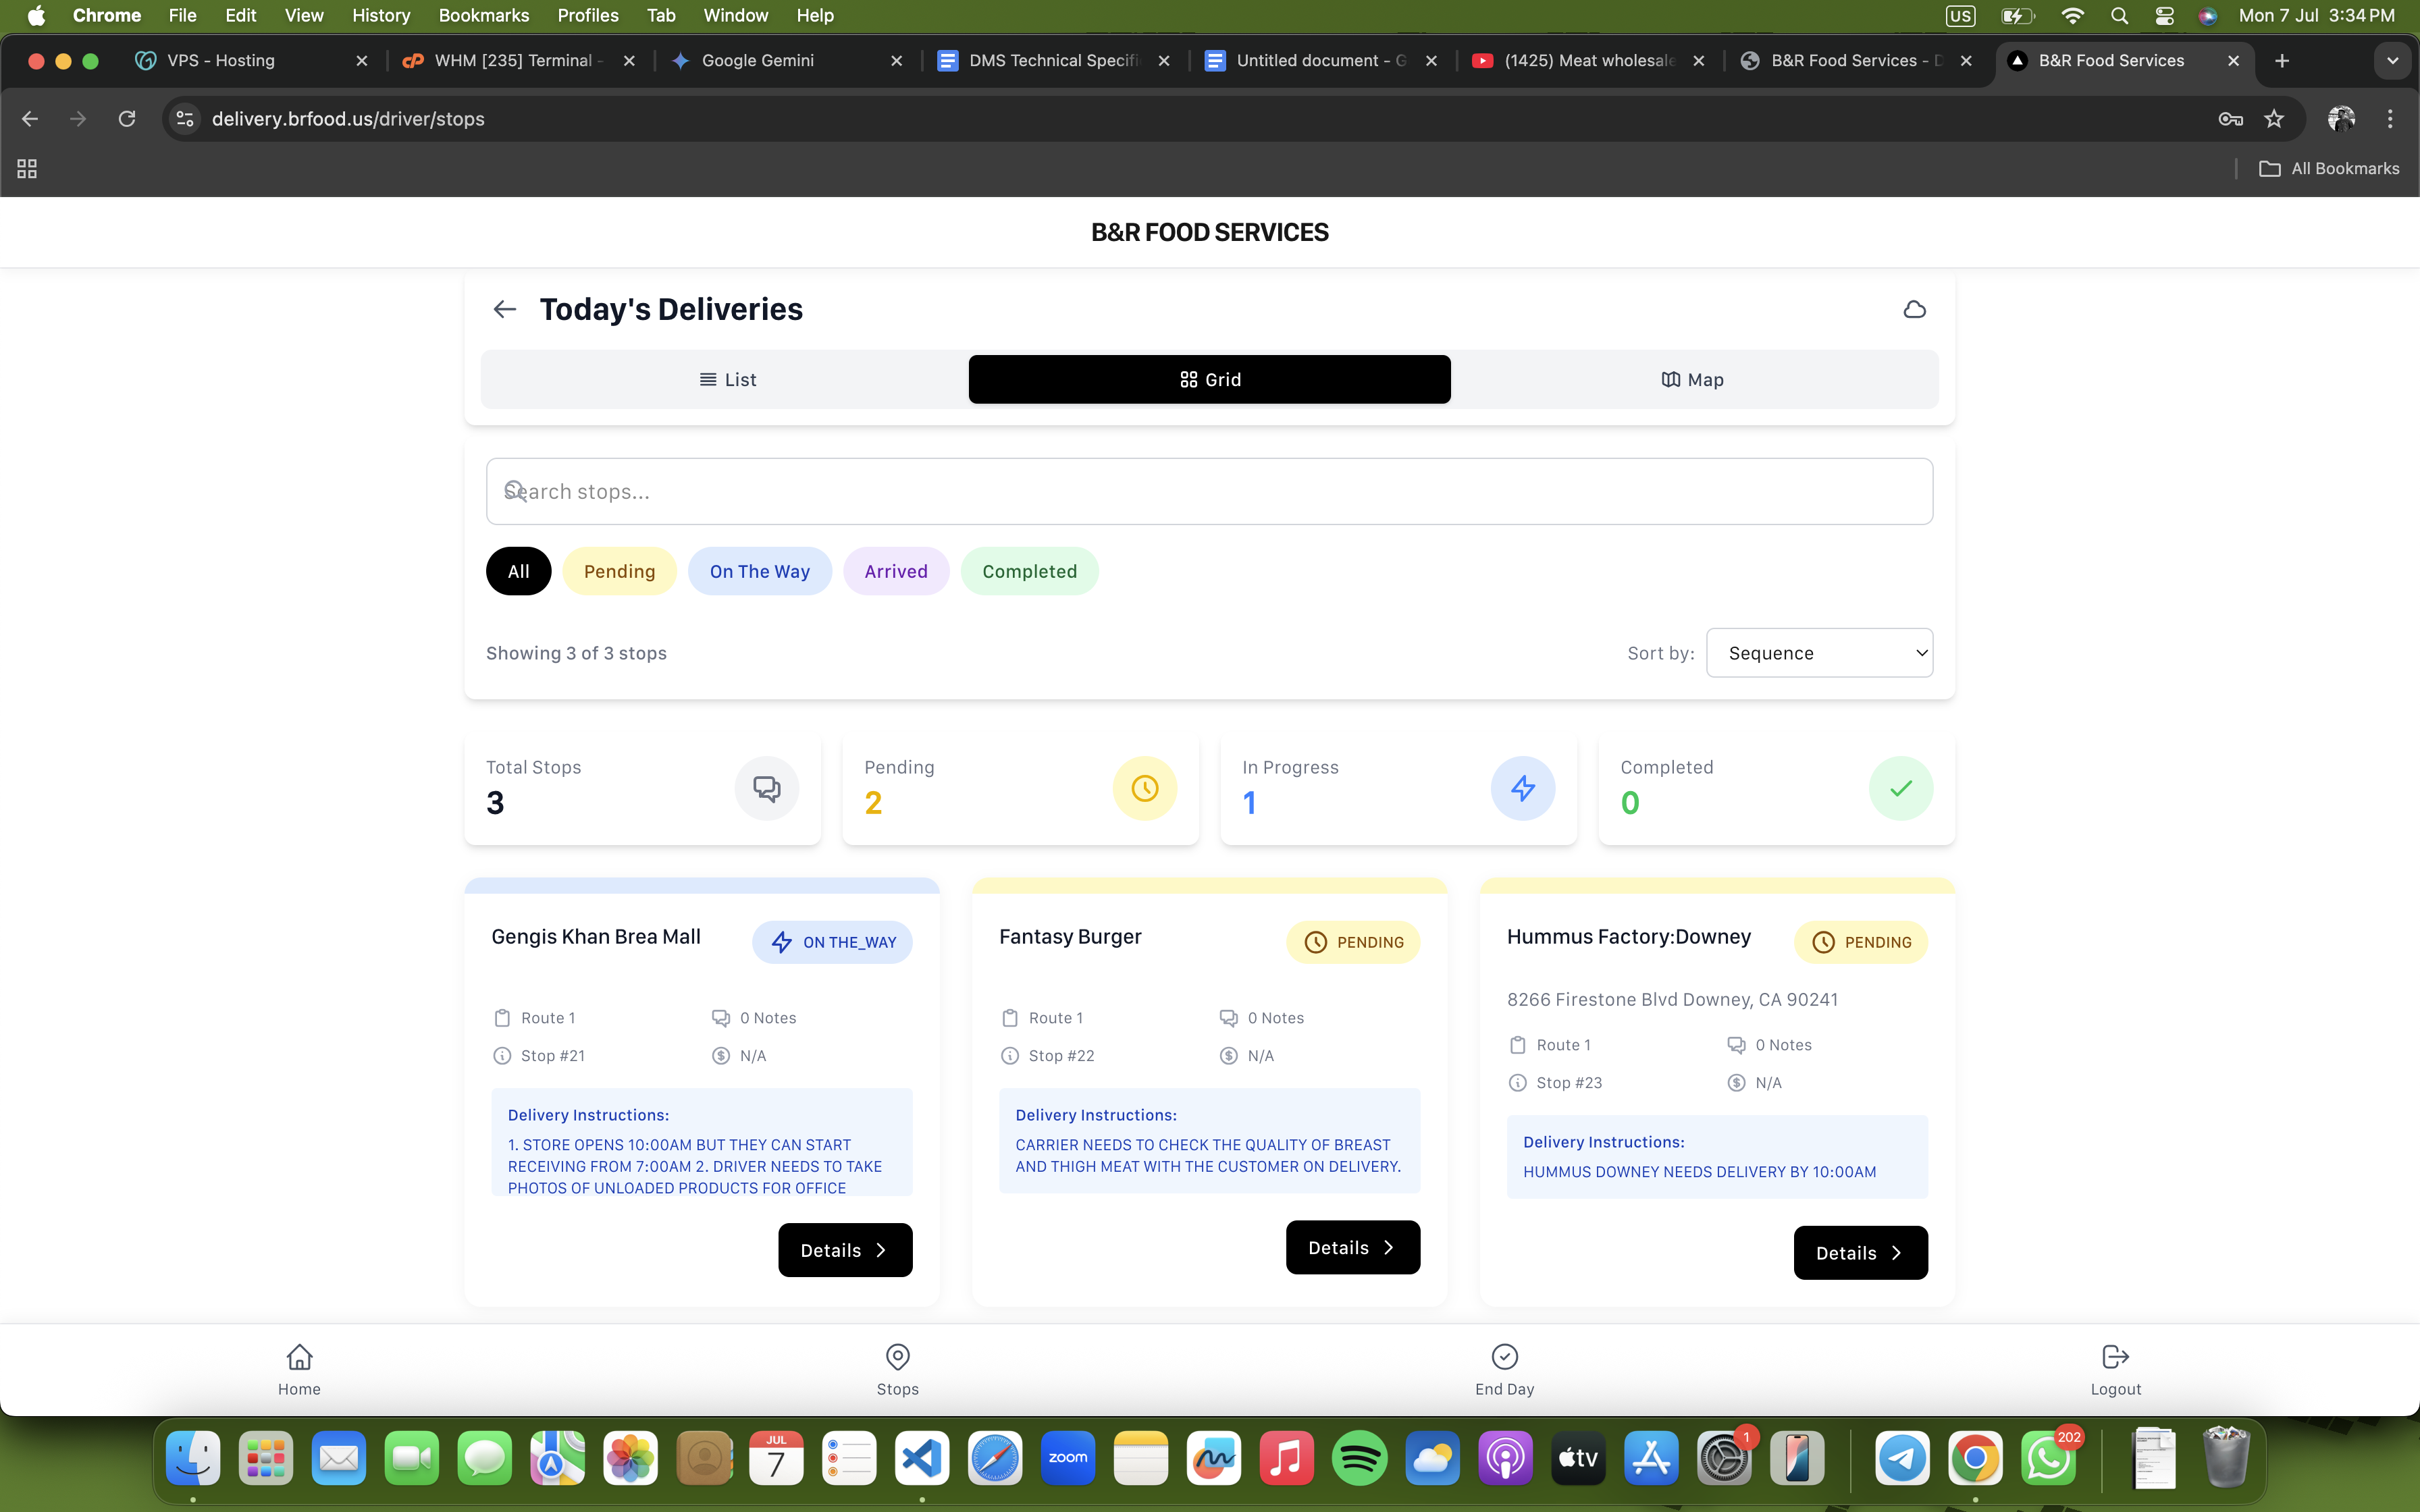 Chrome File Edit View History Bookmarks Profiles Tab Window Help US Mon 7 Jul 3:34 PM
VPS - Hosting WHM [235] Terminal - Google Gemini DMS Technical Specifi Untitled document - G (1425) Meat wholesale B&R Food Services - D B&R Food Services
delivery.brfood.us/driver/stops
All Bookmarks
B&R FOOD SERVICES
Today's Deliveries
List Grid Map
Search stops...
All Pending On The Way Arrived Completed
Showing 3 of 3 stops Sort by: Sequence
Total Stops
3
Pending
2
In Progress
1
Completed
0
Gengis Khan Brea Mall ON THE_WAY
Route 1 0 Notes
Stop #21 N/A
Delivery Instructions:
1. STORE OPENS 10:00AM BUT THEY CAN START
RECEIVING FROM 7:00AM 2. DRIVER NEEDS TO TAKE
PHOTOS OF UNLOADED PRODUCTS FOR OFFICE
Details
Fantasy Burger PENDING
Route 1 0 Notes
Stop #22 N/A
Delivery Instructions:
CARRIER NEEDS TO CHECK THE QUALITY OF BREAST
AND THIGH MEAT WITH THE CUSTOMER ON DELIVERY.
Details
Hummus Factory:Downey PENDING
8266 Firestone Blvd Downey, CA 90241
Route 1 0 Notes
Stop #23 N/A
Delivery Instructions:
HUMMUS DOWNEY NEEDS DELIVERY BY 10:00AM
Details
Home Stops End Day Logout
JUL
7
zoom
tv
1
202